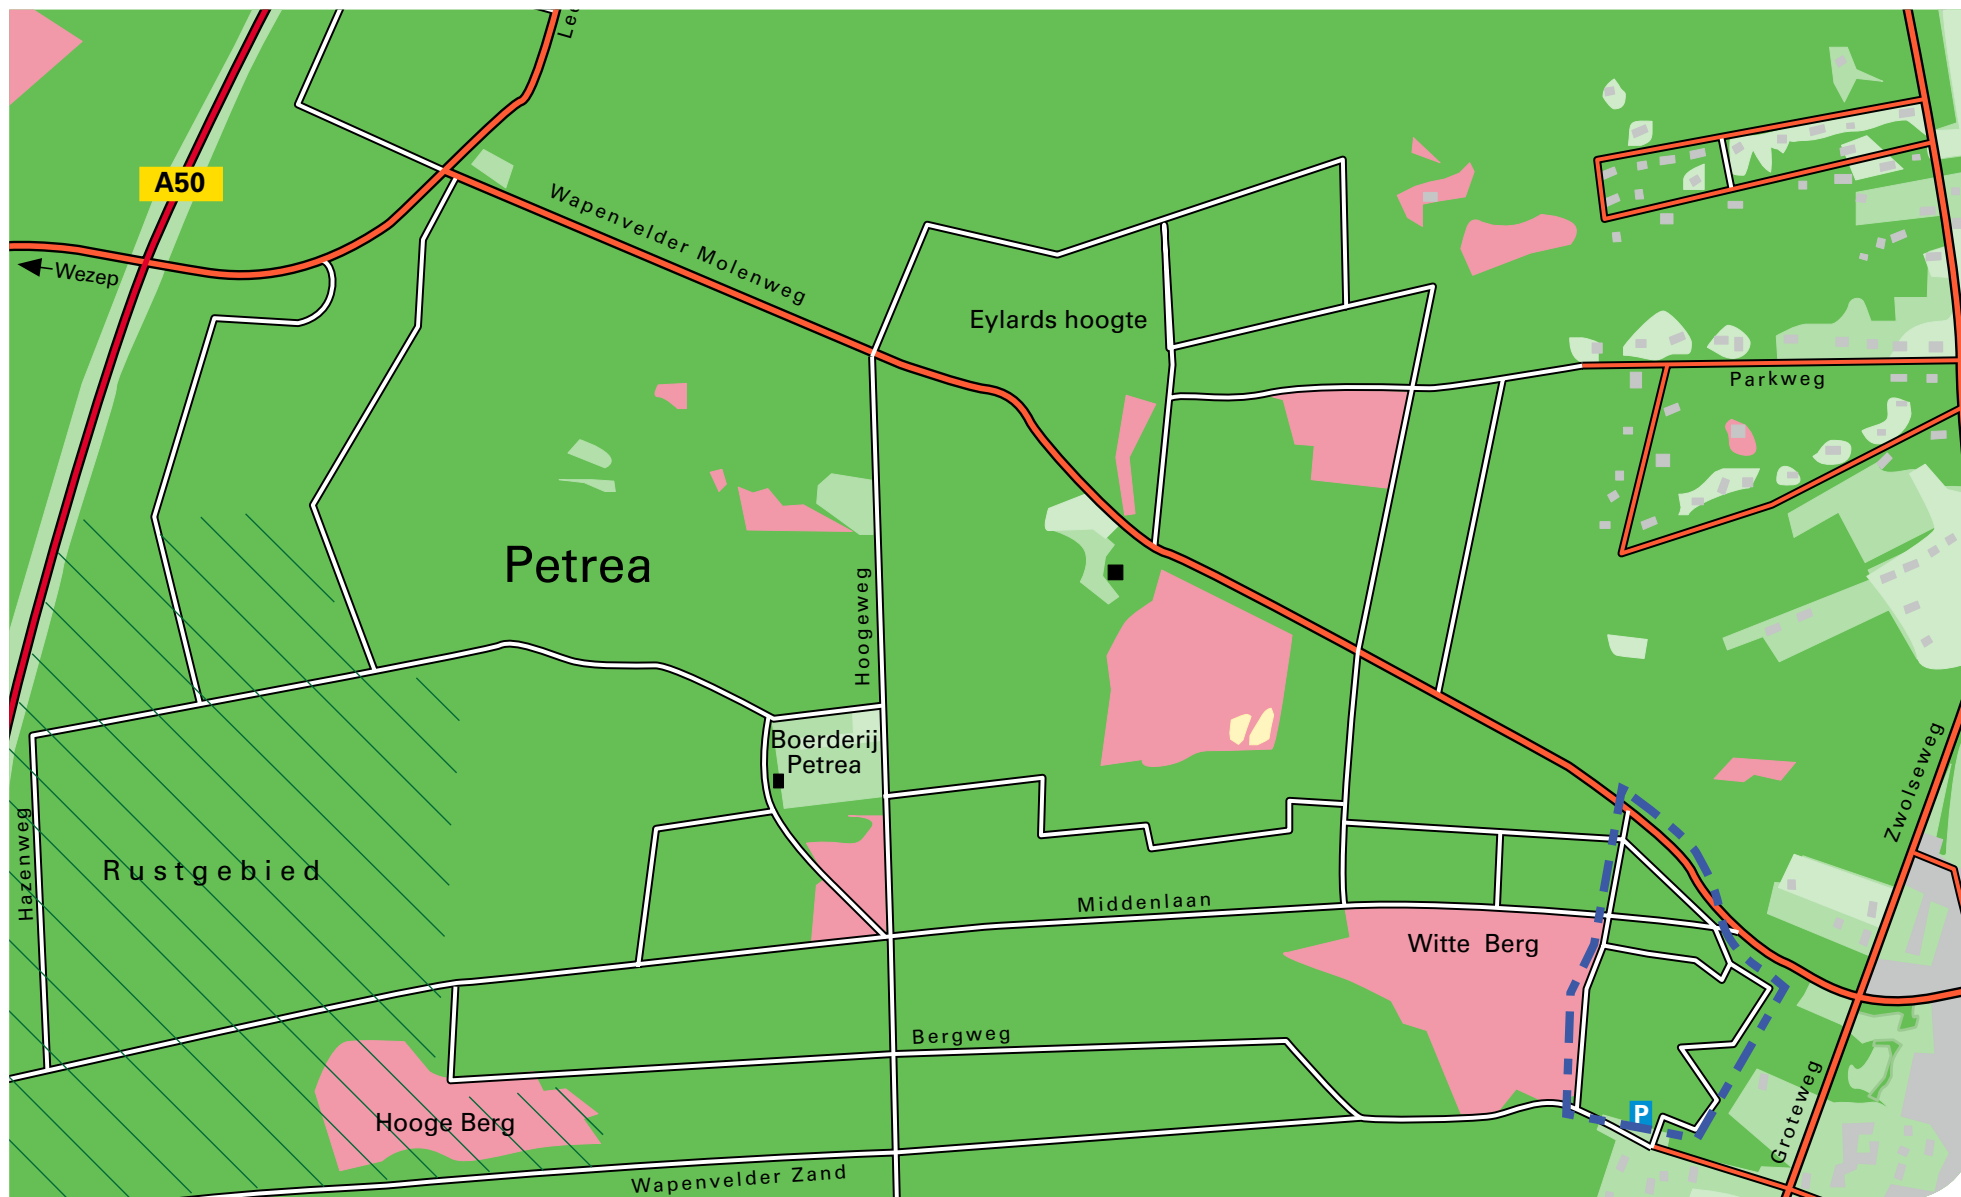 A50
Wezep
Wapenvelder Molenweg
Eylards hoogte
Parkweg
Petrea
Hoogeweg
Boerderij
Petrea
Zwolseweg
Hazenweg
Rustgebied
Middenlaan
Witte Berg
Bergweg
Hooge Berg
P
Groteweg
Wapenvelder Zand